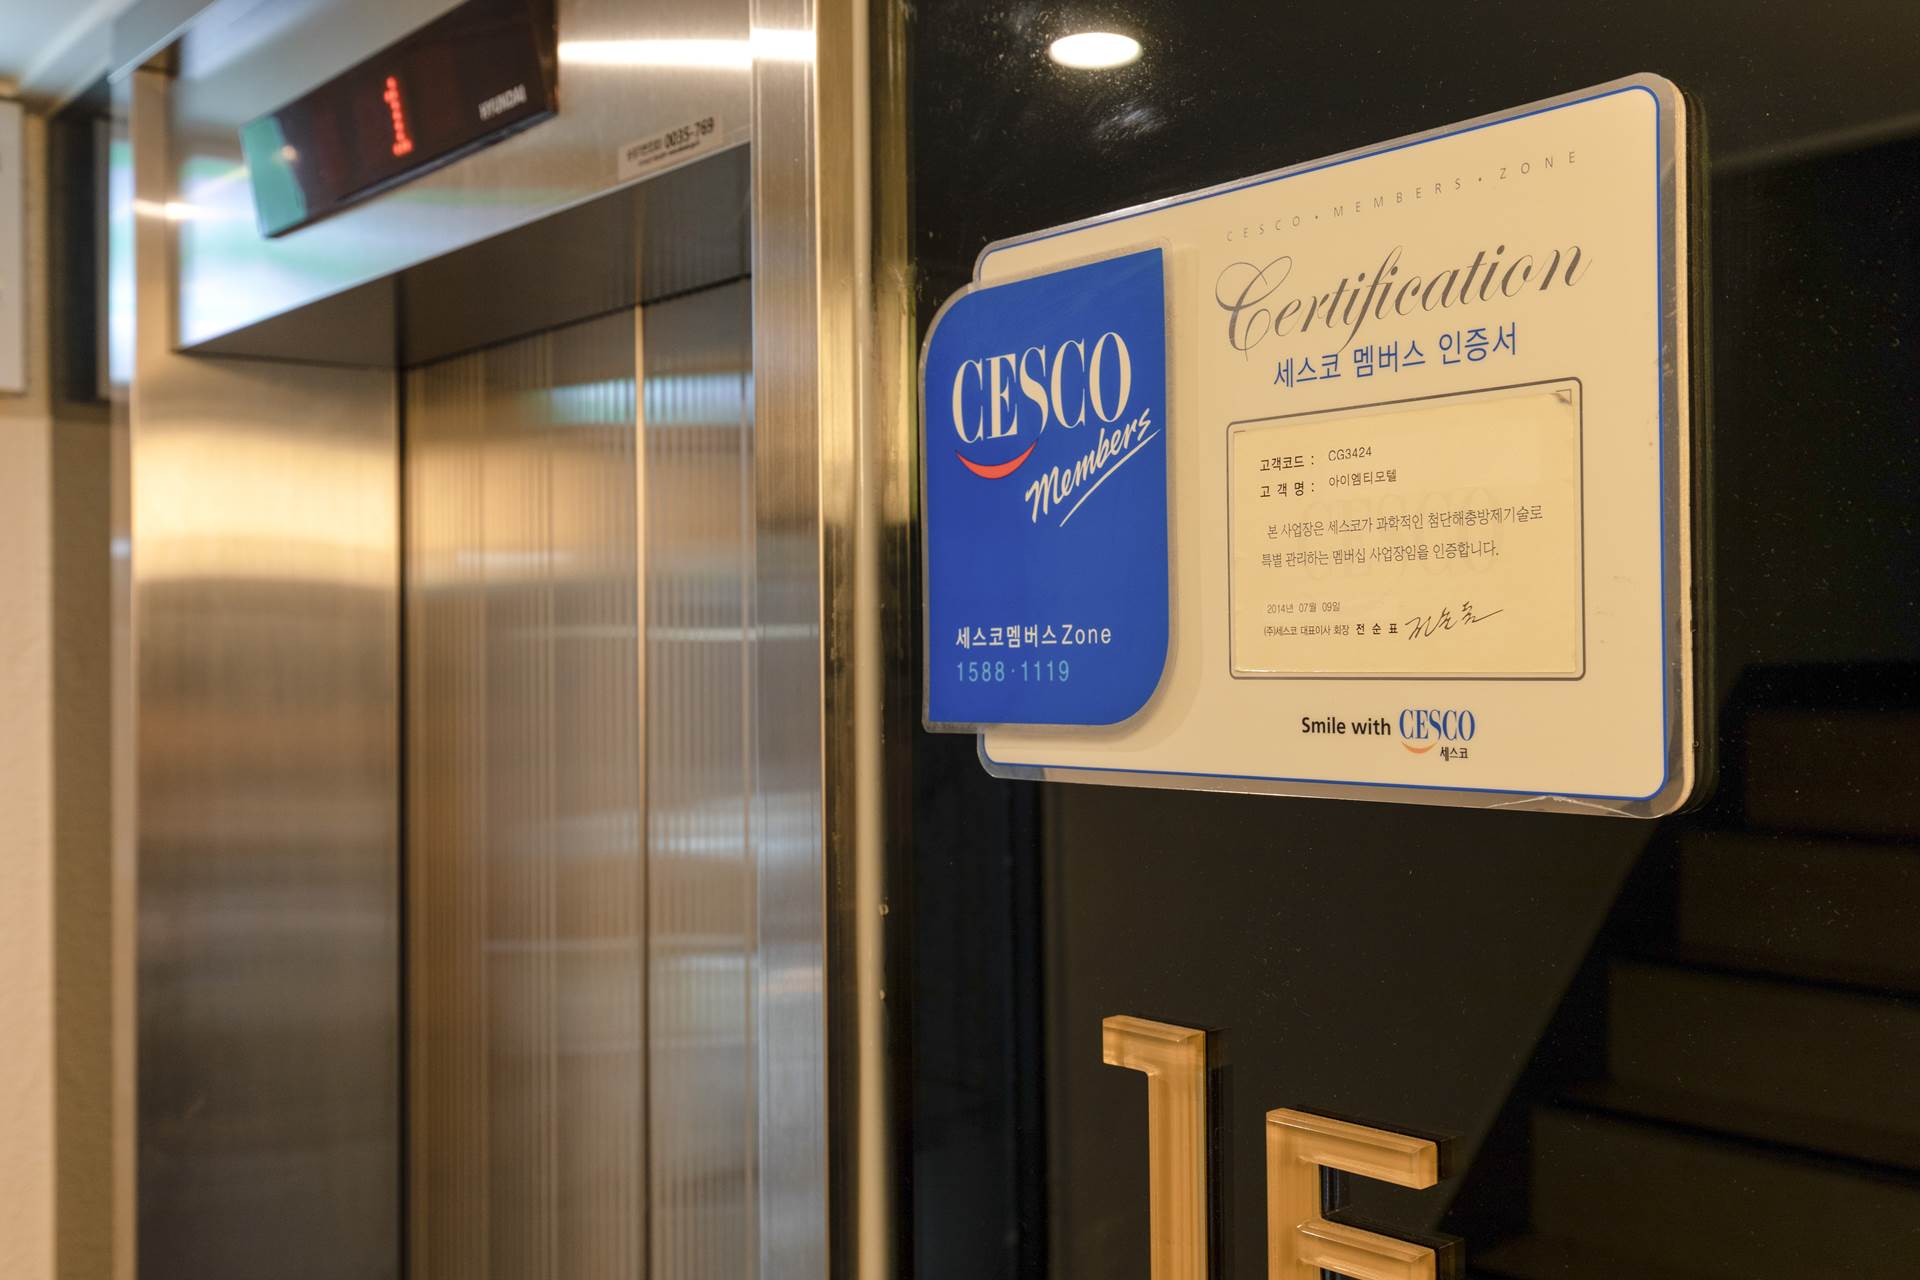 1
HYUNDAI
0035-769
CESCO • MEMBERS • ZONE
Certification
세스코 멤버스 인증서
CESCO
Members
세스코멤버스Zone
1588·1119
고객코드 : CG3424
고 객 명 : 아이엠티모텔
본 사업장은 세스코가 과학적인 첨단해충방제기술로
특별 관리하는 멤버십 사업장임을 인증합니다.
2014년 07월 09일
(주)세스코 대표이사 회장 전 순 표
Smile with CESCO
세스코
1F